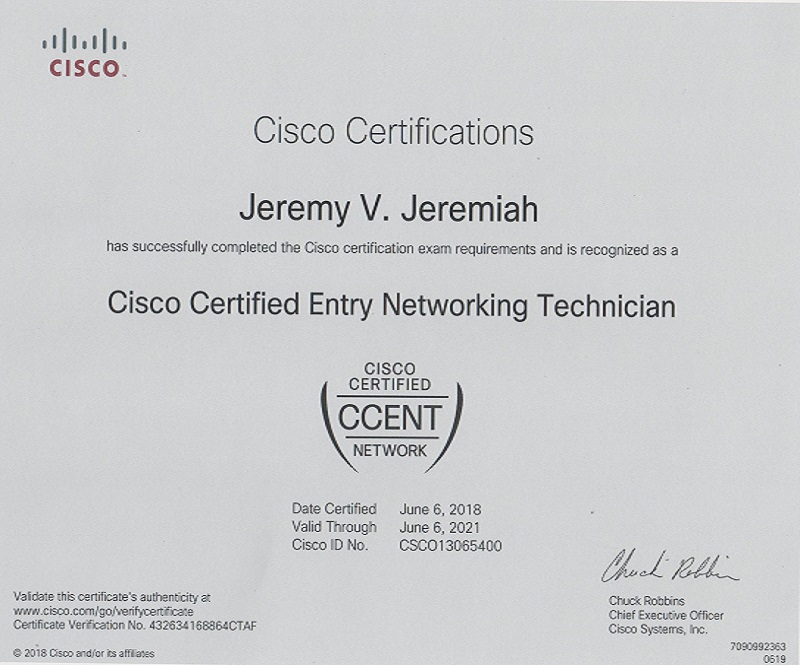 CISCO™
Cisco Certifications
Jeremy V. Jeremiah
has successfully completed the Cisco certification exam requirements and is recognized as a
Cisco Certified Entry Networking Technician
CISCO
CERTIFIED
CCENT
NETWORK
Date Certified June 6, 2018
Valid Through June 6, 2021
Cisco ID No. CSCO13065400
Chuck Robbins
Validate this certificate's authenticity at
www.cisco.com/go/verifycertificate
Certificate Verification No. 432634168864CTAF
Chuck Robbins
Chief Executive Officer
Cisco Systems, Inc.
© 2018 Cisco and/or its affiliates
7090992363
0619